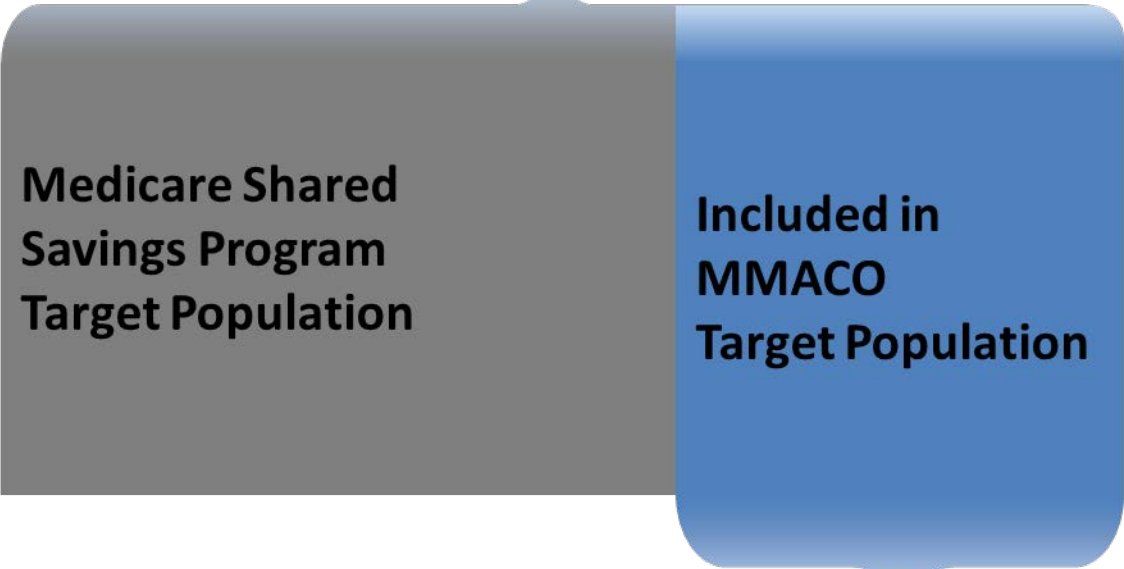 Medicare Shared
Savings Program
Target Population
Included in
MMACO
Target Population